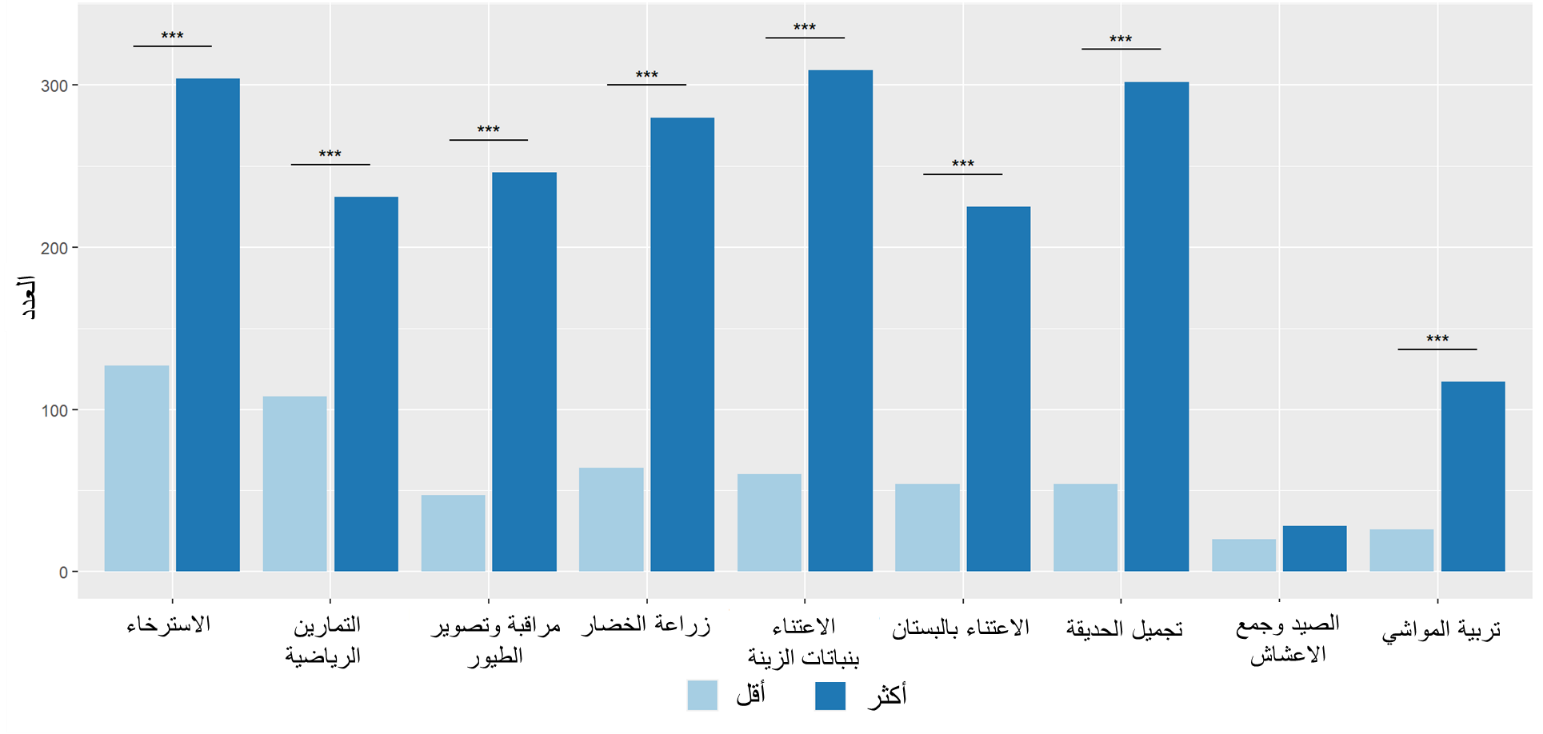 ***
***
***
***
***
***
***
***
300
200
100
0
العدد
الاسترخاء
التمارين
الرياضية
مراقبة وتصوير
الطيور
زراعة الخضار
الاعتناء
بنباتات الزينة
الاعتناء بالبستان
تجميل الحديقة
الصيد وجمع
الاعشاش
تربية المواشي
أقل
أكثر